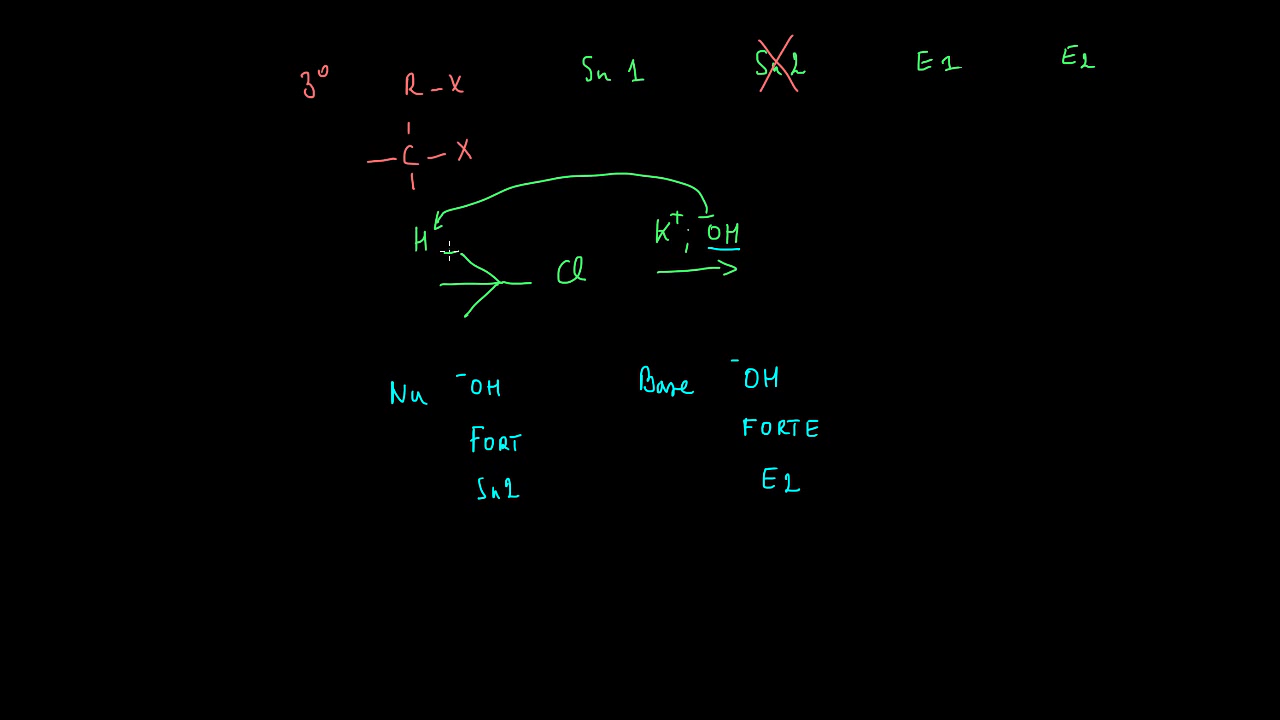 3° R-X Sn 1 Sn2 E1 E2
C-X
H K+; -OH
Cl
Nu -OH Base -OH
FORT FORTE
Sn2 E2